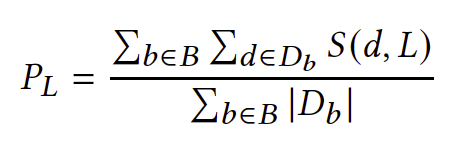 P_L = \frac{\sum_{b \in B} \sum_{d \in D_b} S(d, L)}{\sum_{b \in B} |D_b|}